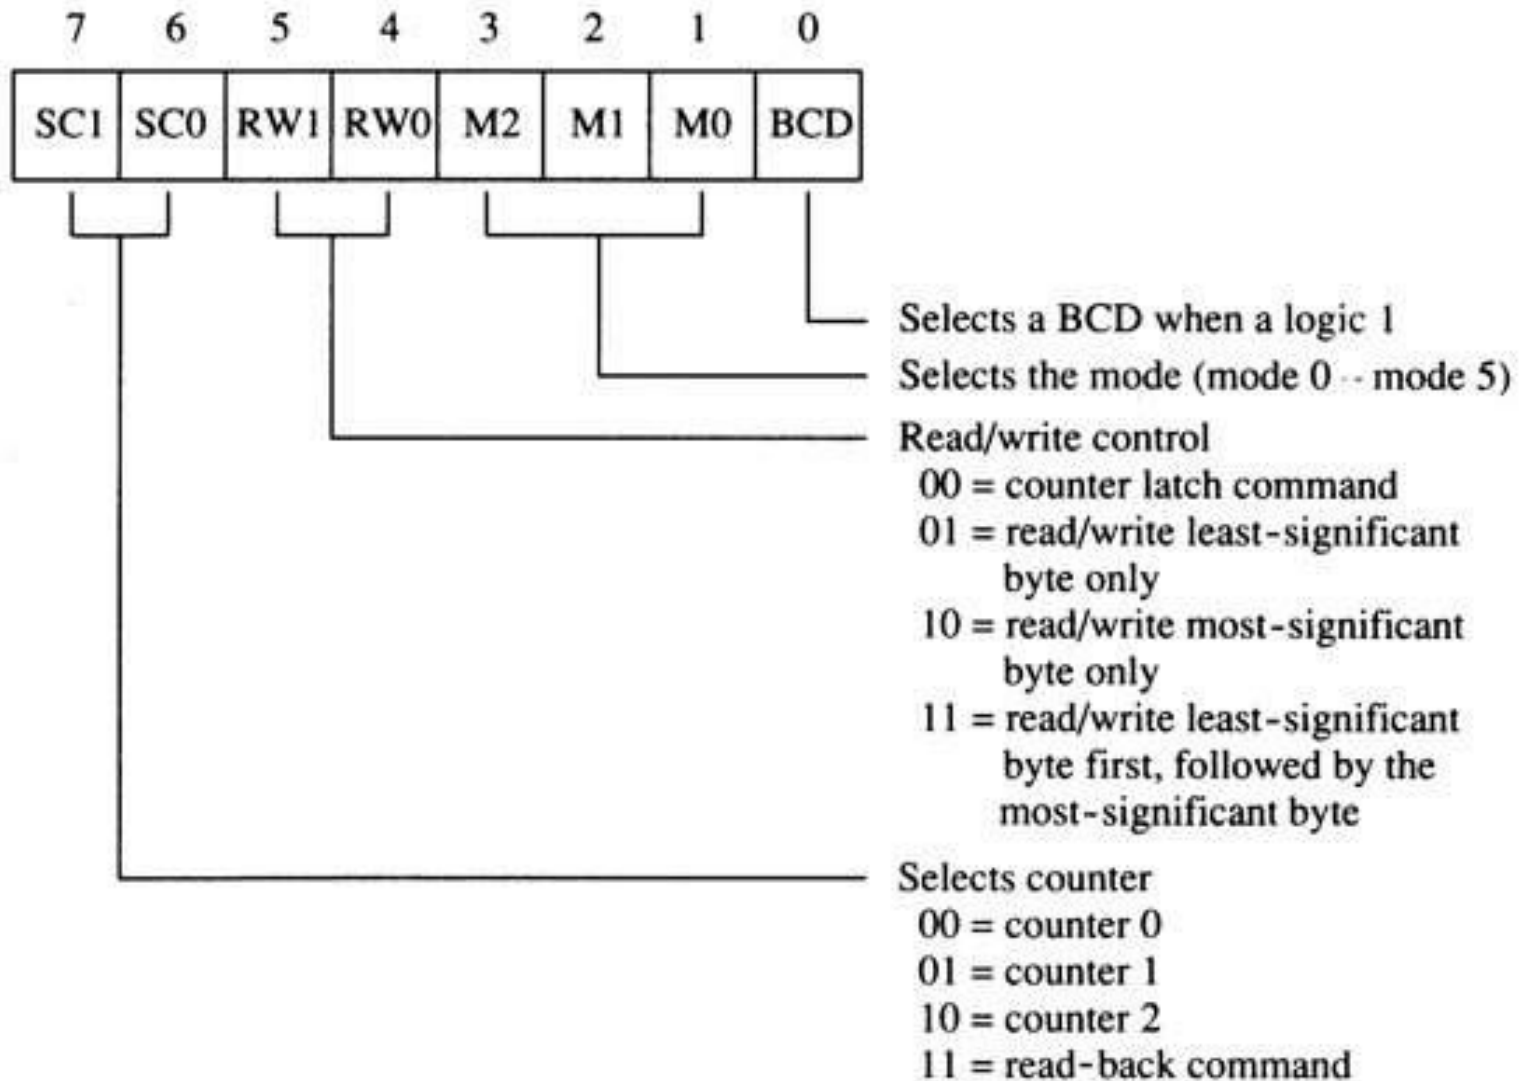 7 6 5 4 3 2 1 0
SC1 SC0 RW1 RW0 M2 M1 M0 BCD
Selects a BCD when a logic 1
Selects the mode (mode 0 -- mode 5)
Read/write control
00 = counter latch command
01 = read/write least-significant
byte only
10 = read/write most-significant
byte only
11 = read/write least-significant
byte first, followed by the
most-significant byte
Selects counter
00 = counter 0
01 = counter 1
10 = counter 2
11 = read-back command